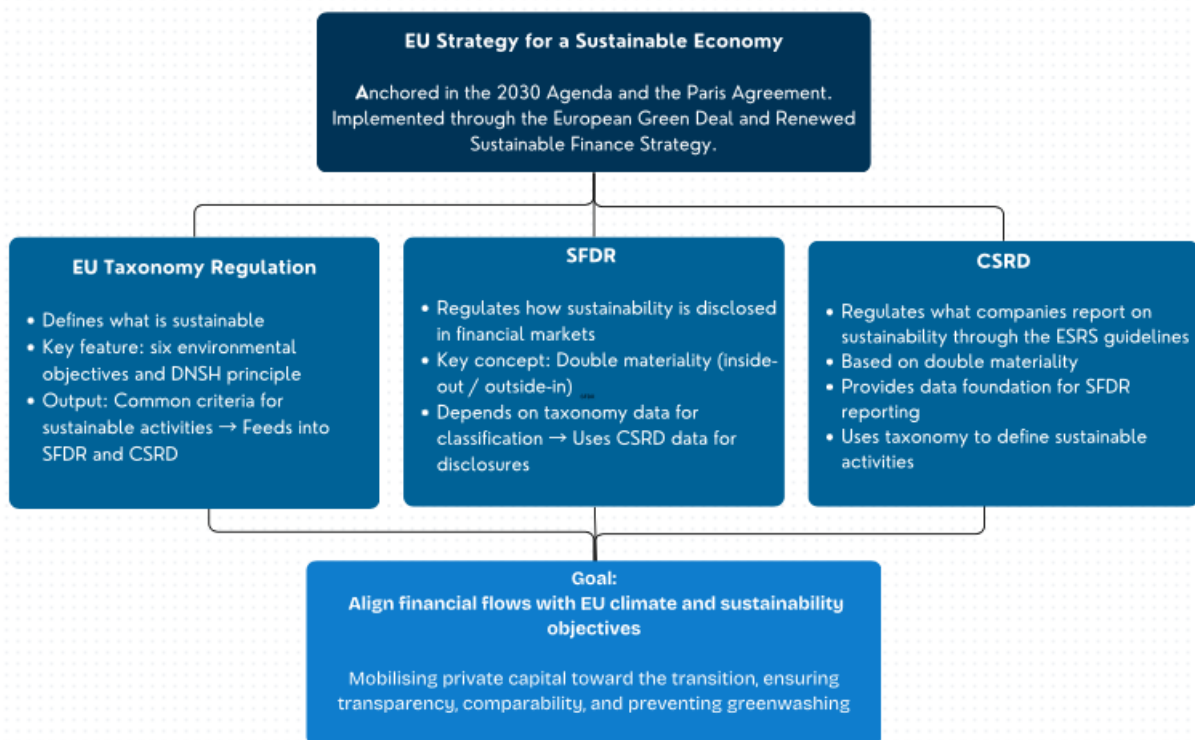 EU Strategy for a Sustainable Economy
Anchored in the 2030 Agenda and the Paris Agreement.
Implemented through the European Green Deal and Renewed
Sustainable Finance Strategy.
EU Taxonomy Regulation
• Defines what is sustainable
• Key feature: six environmental
objectives and DNSH principle
• Output: Common criteria for
sustainable activities → Feeds into
SFDR and CSRD
SFDR
• Regulates how sustainability is disclosed
in financial markets
• Key concept: Double materiality (inside-
out / outside-in)
• Depends on taxonomy data for
classification → Uses CSRD data for
disclosures
CSRD
• Regulates what companies report on
sustainability through the ESRS guidelines
• Based on double materiality
• Provides data foundation for SFDR
reporting
• Uses taxonomy to define sustainable
activities
Goal:
Align financial flows with EU climate and sustainability
objectives
Mobilising private capital toward the transition, ensuring
transparency, comparability, and preventing greenwashing